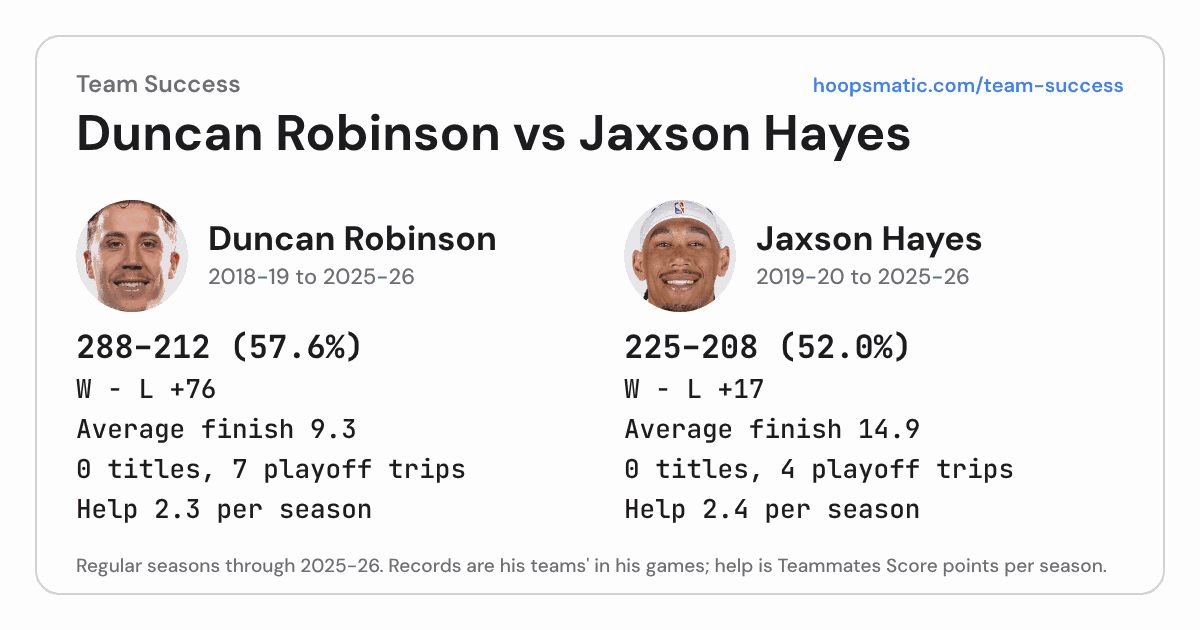 Team Success
hoopsmatic.com/team-success
Duncan Robinson vs Jaxson Hayes
Duncan Robinson
2018-19 to 2025-26
288-212 (57.6%)
W - L +76
Average finish 9.3
0 titles, 7 playoff trips
Help 2.3 per season
Jaxson Hayes
2019-20 to 2025-26
225-208 (52.0%)
W - L +17
Average finish 14.9
0 titles, 4 playoff trips
Help 2.4 per season
Regular seasons through 2025-26. Records are his teams' in his games; help is Teammates Score points per season.